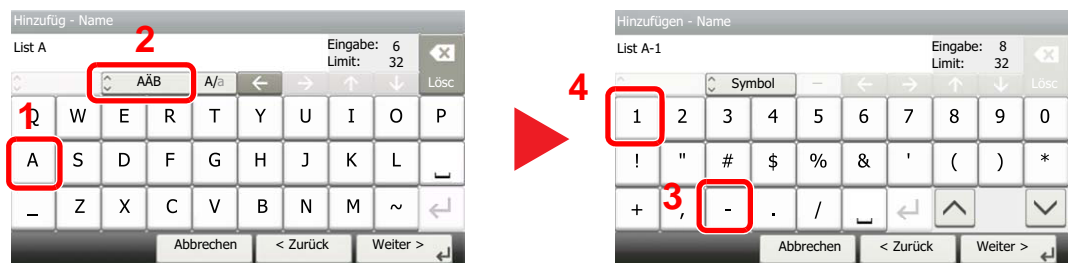 Hinzufüg - Name
List A
Eingabe: 6
Limit: 32
2
AÄB A/a ← → ↑ ↓ Lösc
1
Q W E R T Y U I O P
A S D F G H J K L
_ Z X C V B N M ~
Abbrechen < Zurück Weiter >
Hinzufügen - Name
List A-1
Eingabe: 8
Limit: 32
Symbol - ← → ↑ ↓ Lösc
4
1 2 3 4 5 6 7 8 9 0
! " # $ % & ' ( ) *
3
+ , - . /
Abbrechen < Zurück Weiter >